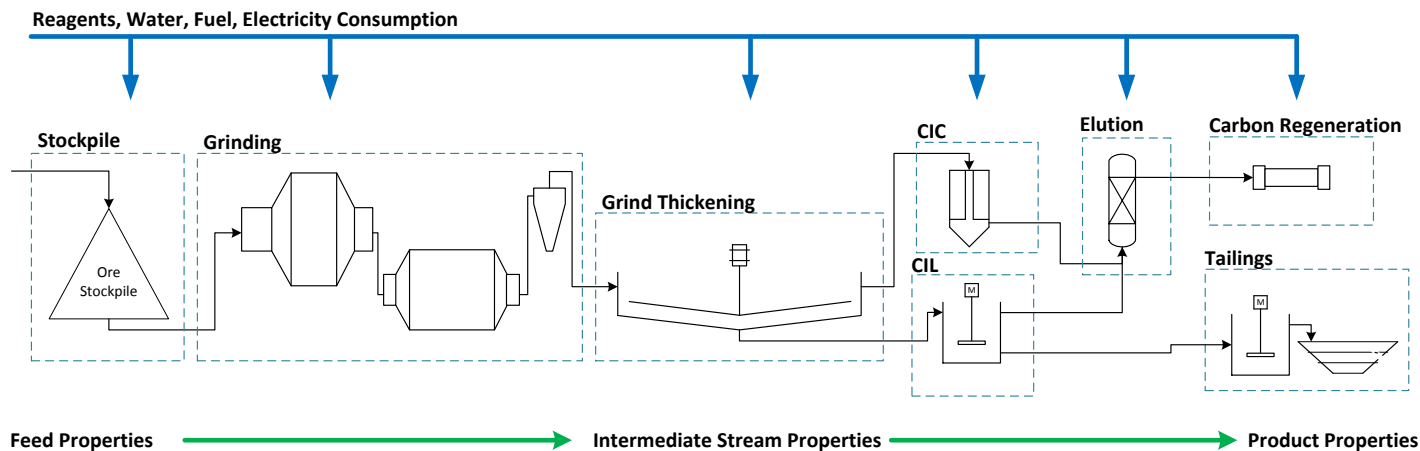 Reagents, Water, Fuel, Electricity Consumption
Stockpile
Grinding
Grind Thickening
CIC
Elution
Carbon Regeneration
Ore
Stockpile
CIL
M
Tailings
M
Feed Properties
Intermediate Stream Properties
Product Properties